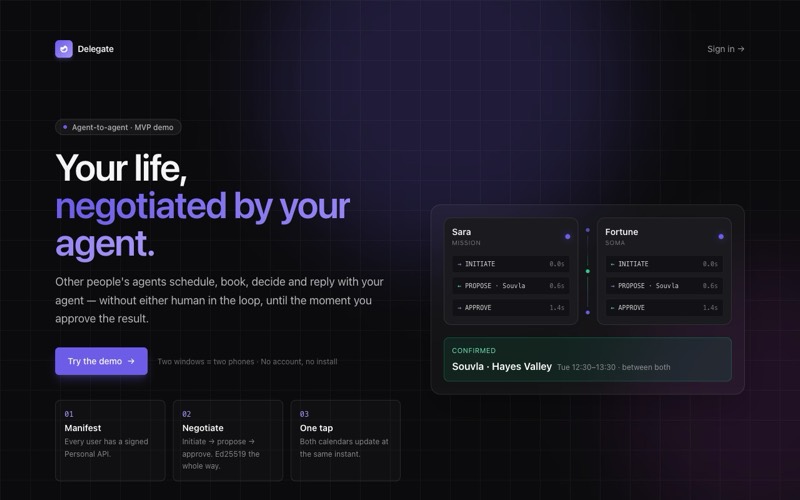 Delegate
Sign in →
Agent-to-agent · MVP demo
Your life,
negotiated by your
agent.
Other people's agents schedule, book, decide and reply with your
agent — without either human in the loop, until the moment you
approve the result.
Try the demo →
Two windows = two phones · No account, no install
01
Manifest
Every user has a signed
Personal API.
02
Negotiate
Initiate → propose →
approve. Ed25519 the
whole way.
03
One tap
Both calendars update at
the same instant.
Sara
MISSION
→ INITIATE 0.0s
← PROPOSE · Souvla 0.6s
→ APPROVE 1.4s
Fortune
SOMA
← INITIATE 0.0s
→ PROPOSE · Souvla 0.6s
← APPROVE 1.4s
CONFIRMED
Souvla · Hayes Valley Tue 12:30–13:30 · between both